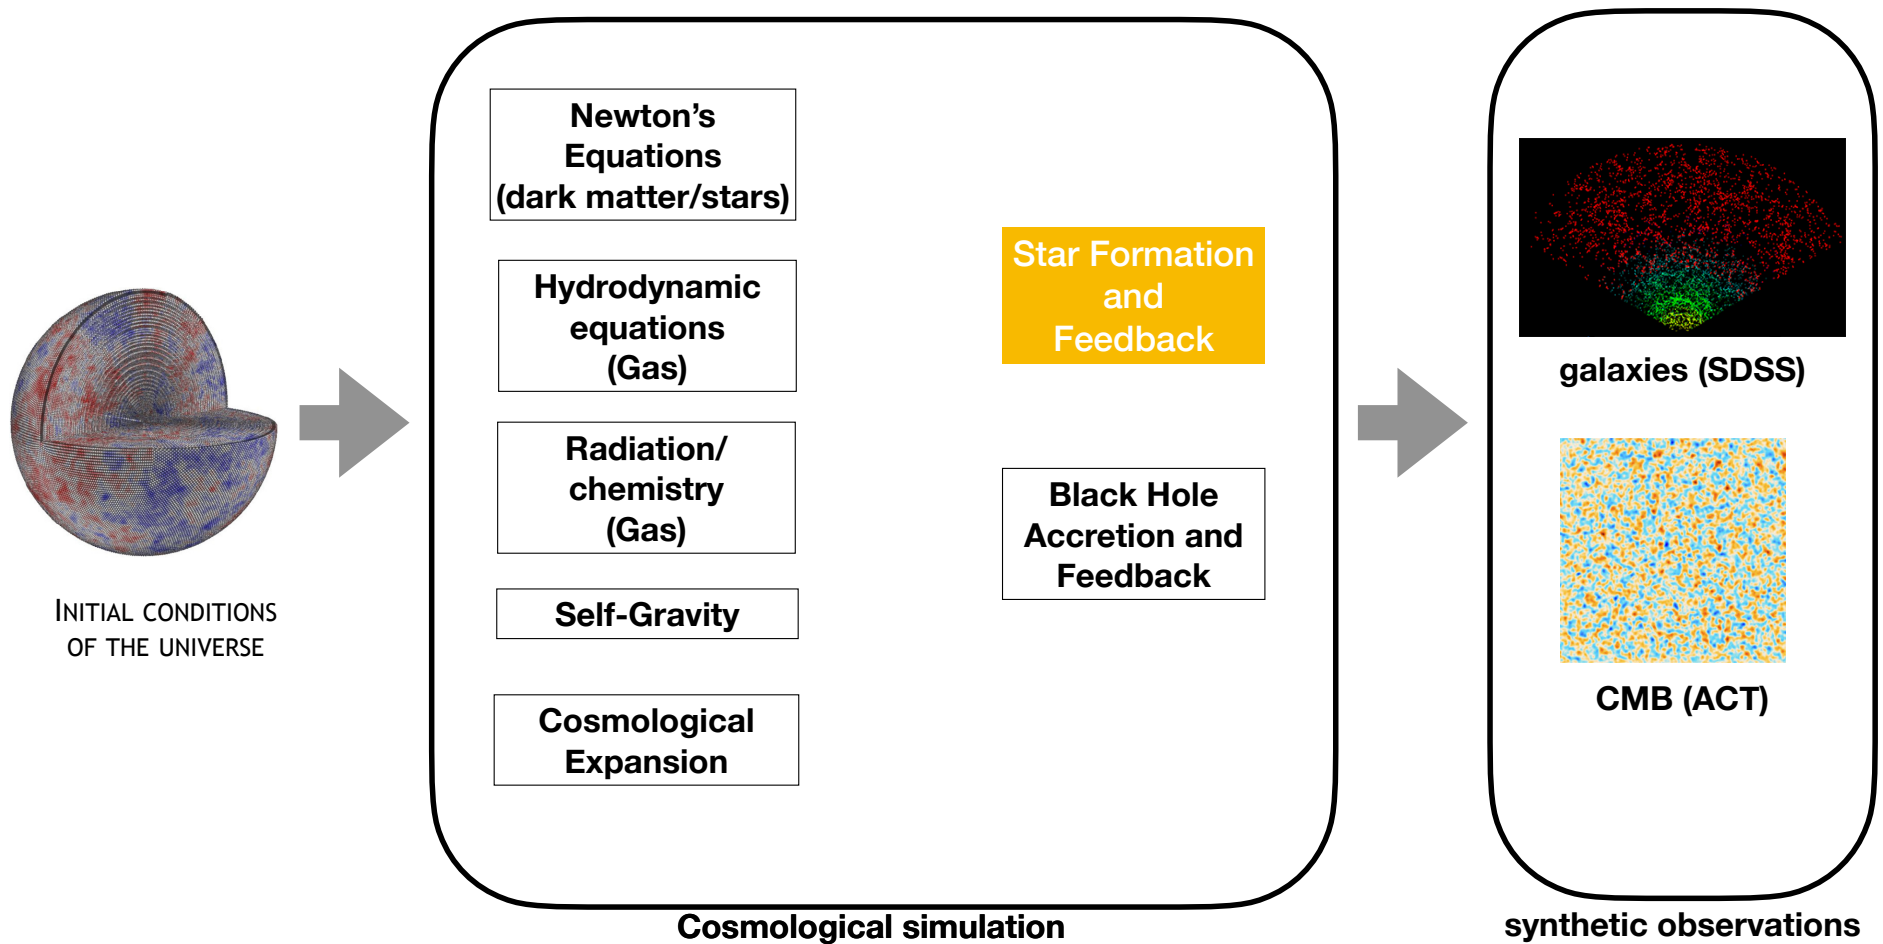 INITIAL CONDITIONS
OF THE UNIVERSE
Newton’s
Equations
(dark matter/stars)
Hydrodynamic
equations
(Gas)
Radiation/
chemistry
(Gas)
Self-Gravity
Cosmological
Expansion
Star Formation
and
Feedback
Black Hole
Accretion and
Feedback
Cosmological simulation
galaxies (SDSS)
CMB (ACT)
synthetic observations